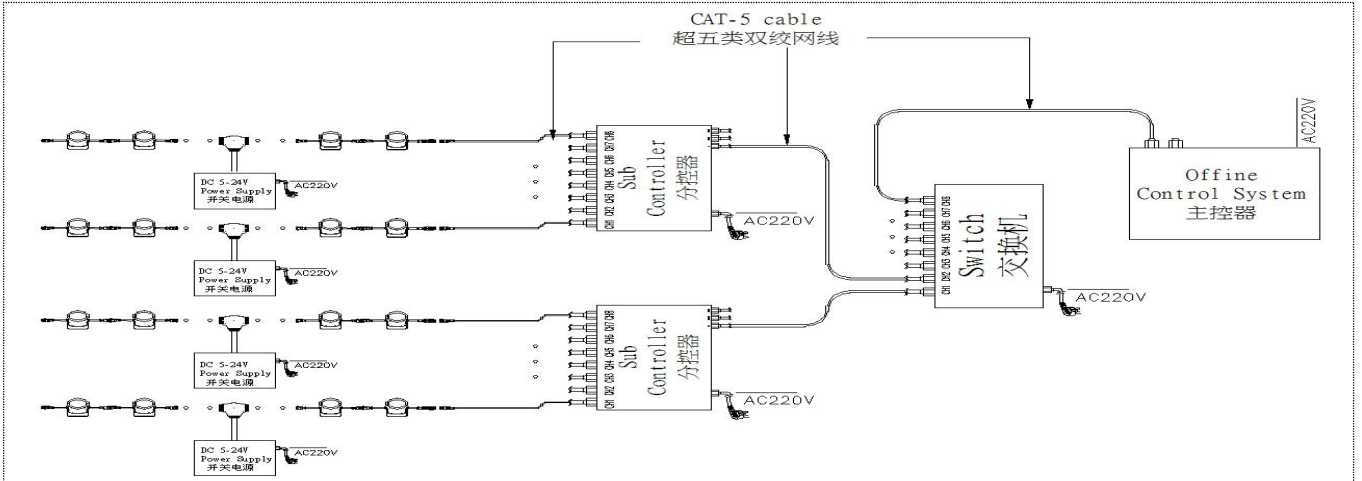 CAT-5 cable
超五类双绞网线
AC220V
Offine
Control System
主控器
Switch
交换机
CH8
CH7
CH6
CH5
CH4
CH3
CH2
CH1
AC220V
Sub
Controller
分控器
CH8
CH7
CH6
CH5
CH4
CH3
CH2
CH1
AC220V
DC 5-24V
Power Supply
开关电源
AC220V
DC 5-24V
Power Supply
开关电源
AC220V
Sub
Controller
分控器
CH8
CH7
CH6
CH5
CH4
CH3
CH2
CH1
AC220V
DC 5-24V
Power Supply
开关电源
AC220V
DC 5-24V
Power Supply
开关电源
AC220V